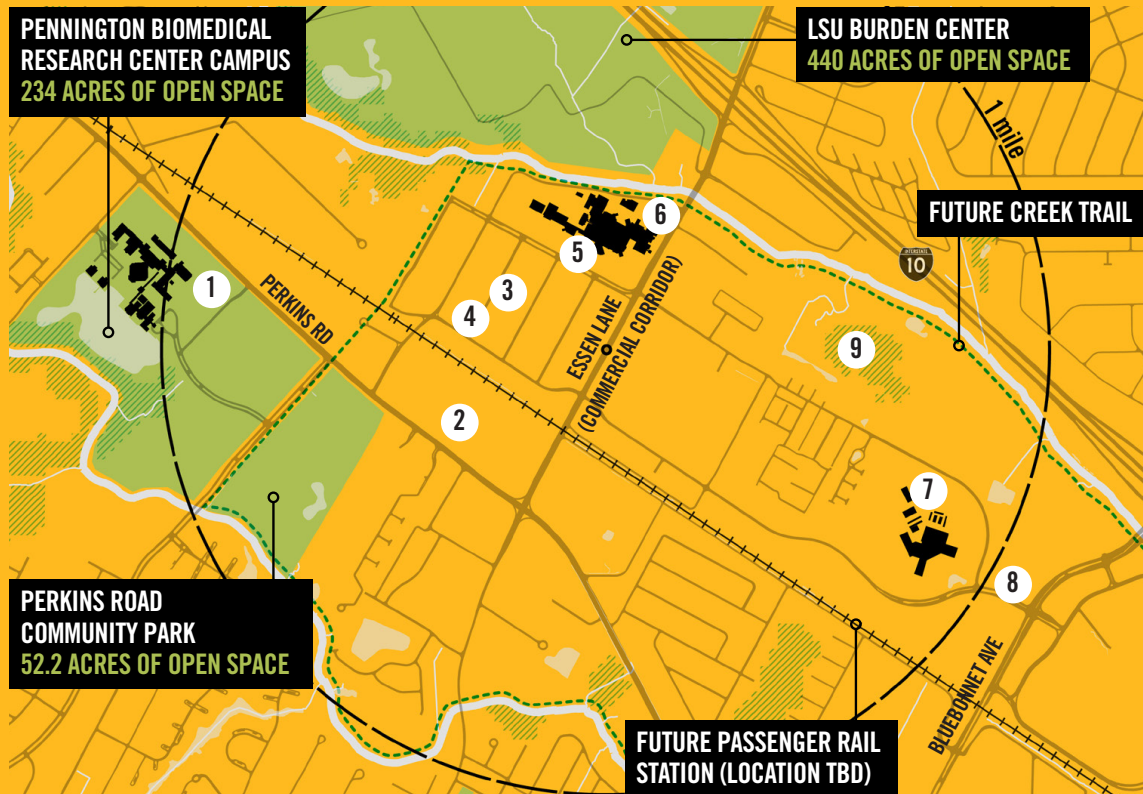 PENNINGTON BIOMEDICAL
RESEARCH CENTER CAMPUS
234 ACRES OF OPEN SPACE
LSU BURDEN CENTER
440 ACRES OF OPEN SPACE
1 mile
FUTURE CREEK TRAIL
INTERSTATE
10
1
PERKINS RD
2
3
4
5
6
ESSEN LANE
(COMMERCIAL CORRIDOR)
9
7
8
PERKINS ROAD
COMMUNITY PARK
52.2 ACRES OF OPEN SPACE
BLUEBONNET AVE
FUTURE PASSENGER RAIL
STATION (LOCATION TBD)